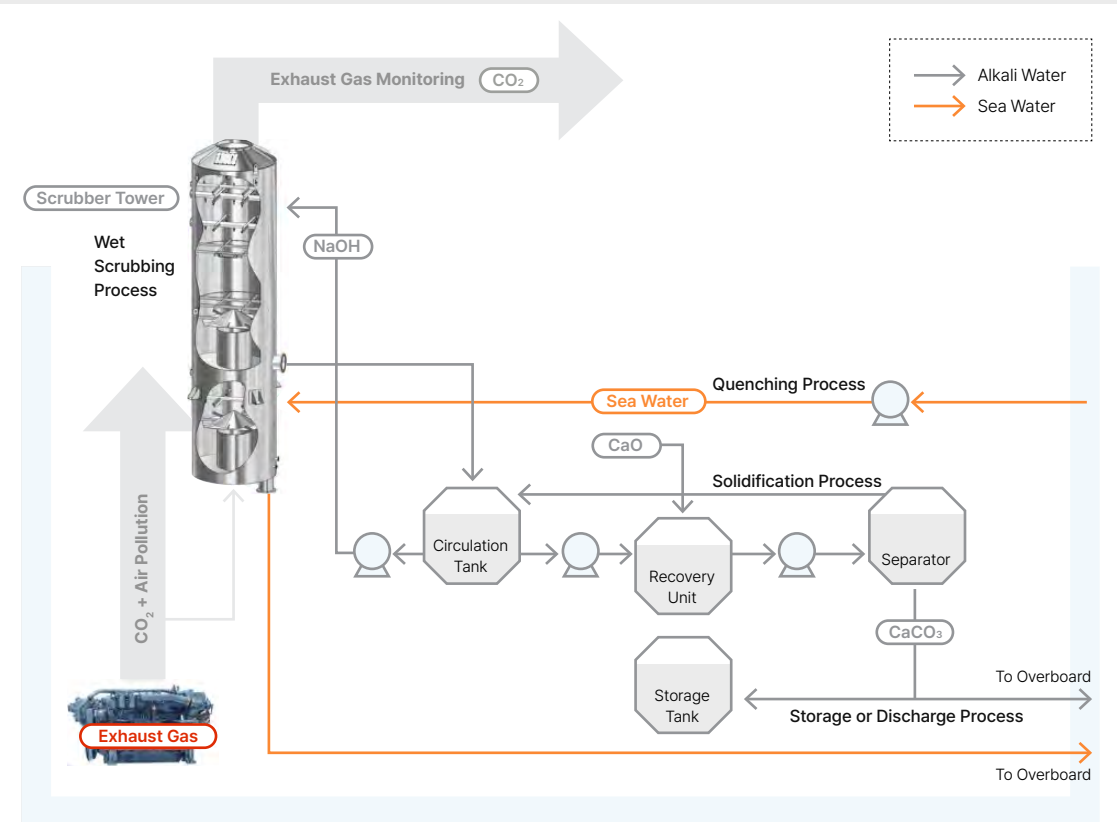 Exhaust Gas Monitoring
CO₂
Alkali Water
Sea Water
Scrubber Tower
Wet
Scrubbing
Process
NaOH
Quenching Process
Sea Water
CaO
Solidification Process
Circulation
Tank
Recovery
Unit
Separator
CaCO₃
CO₂ + Air Pollution
Storage
Tank
To Overboard
Storage or Discharge Process
Exhaust Gas
To Overboard